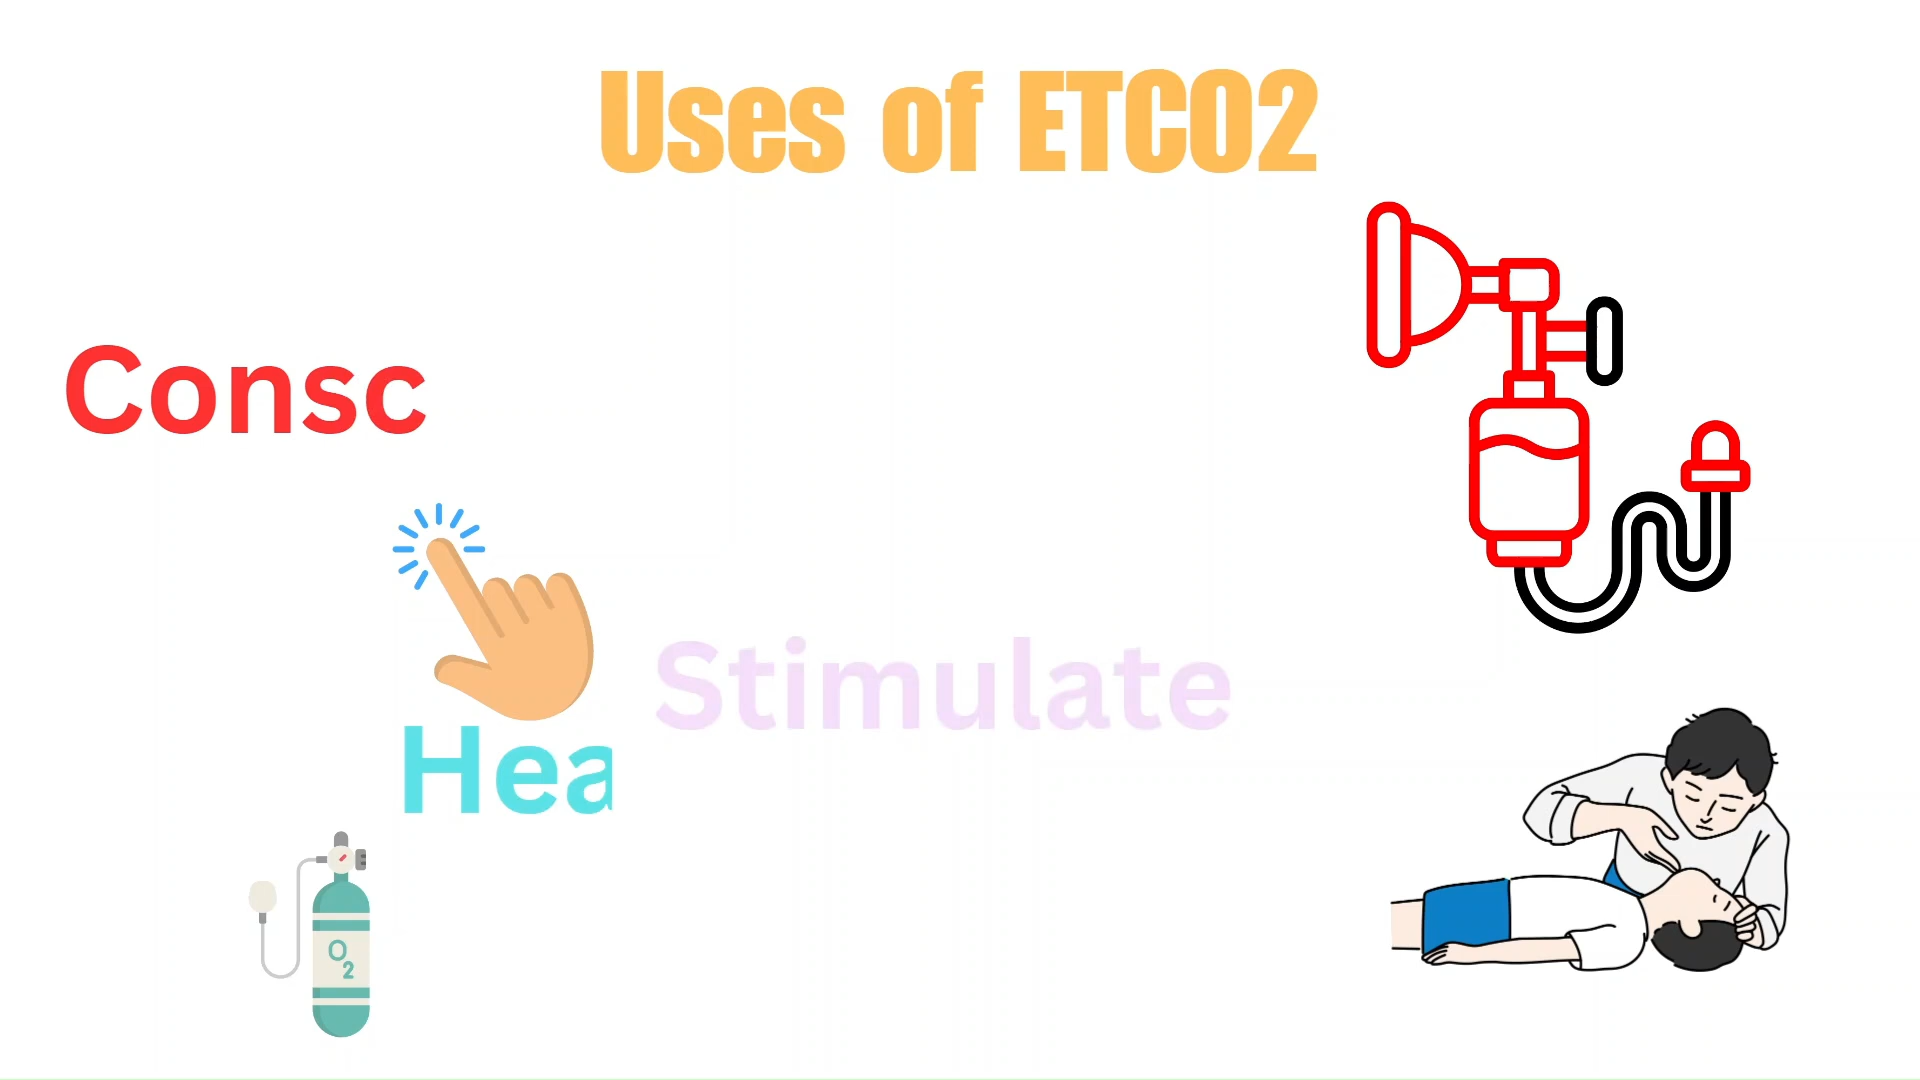 Uses of ETCO2
Consc
Stimulate
Hea
O2